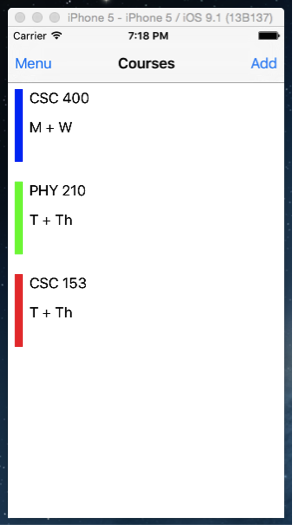 iPhone 5 - iPhone 5 / iOS 9.1 (13B137)
Carrier 7:18 PM
Menu Courses Add
CSC 400
M + W
PHY 210
T + Th
CSC 153
T + Th